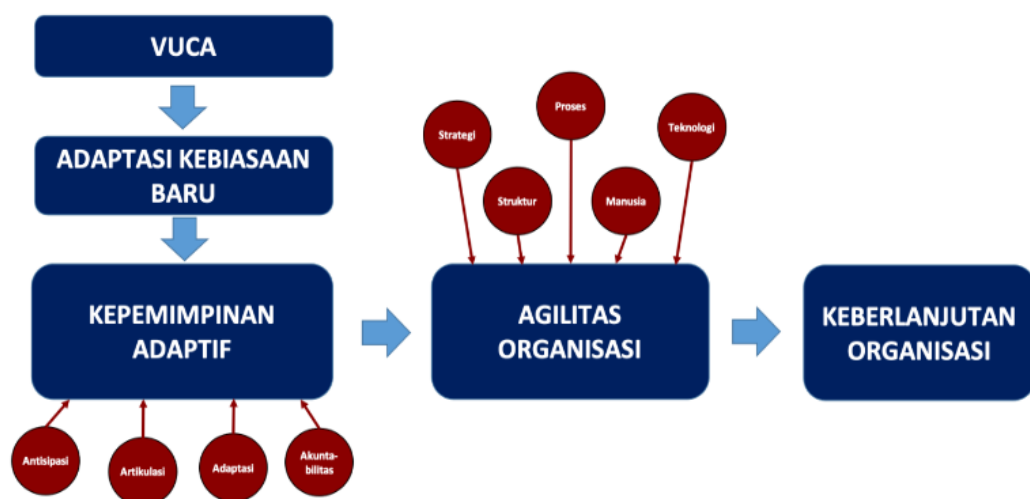 VUCA
ADAPTASI KEBIASAAN
BARU
KEPEMIMPINAN
ADAPTIF
Antisipasi
Artikulasi
Adaptasi
Akunta-
bilitas
Strategi
Struktur
Proses
Manusia
Teknologi
AGILITAS
ORGANISASI
KEBERLANJUTAN
ORGANISASI